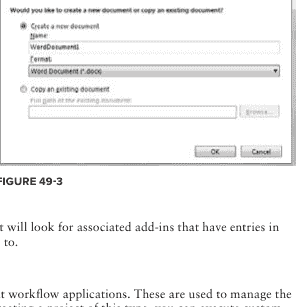 Would you like to create a new document or copy an existing document?
Create a new document
Name:
WordDocument1
Format:
Word Document (*.docx)
Copy an existing document
Full path of the existing document:
Browse...
OK Cancel
FIGURE 49-3
t will look for associated add-ins that have entries in
to.
t workflow applications. These are used to manage the